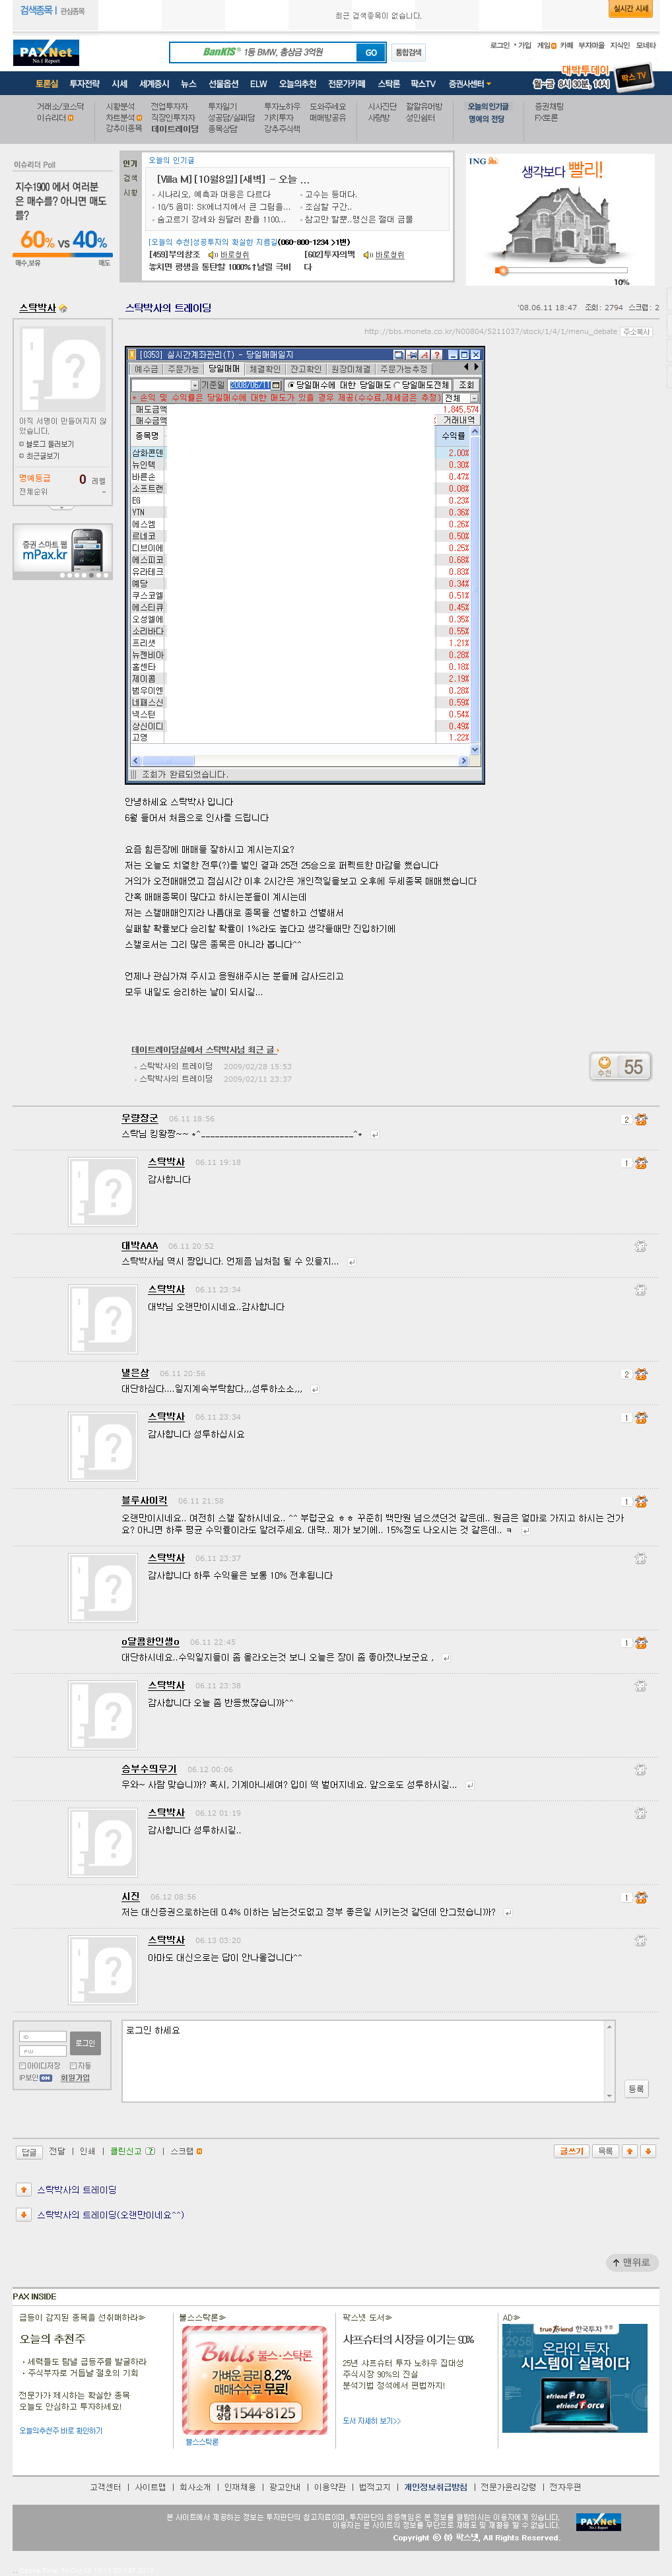 검색종목 | 관심종목
최근 검색종목이 없습니다.
실시간 시세
PAXNet
No.1 Report
BanKIS 1등 BMW, 총상금 3억원
GO
통합검색
로그인 · 가입 게임 카페 부자마을 지식인 모네타
토론실 투자전략 시세 세계증시 뉴스 선물옵션 ELW 오늘의추천 전문가카페 스탁론 팍스TV 증권사센터
대박투데이
월~금 8시 30분, 14시
팍스TV
거래소/코스닥
이슈리더
시황분석
차트분석
강추이종목
전업투자자
직장인투자자
데이트레이딩
투자일기
성공담/실패담
종목상담
투자노하우
가치투자
강추주식책
도와주세요
매매방공유
시사진단
사랑방
깔깔유머방
성인쉼터
오늘의인기글
명예의 전당
증권채팅
FX토론
이슈리더 Poll
지수1900 에서 여러분은 매수를? 아니면 매도를?
60% vs 40%
매수,보유 매도
인기
검색
시황
오늘의 인기글
[Villa M][10월8일][새벽] - 오늘 ...
시나리오, 예측과 대응은 다르다
고수는 등대다.
10/5 음미: SK에너지에서 큰 그림을...
조심할 구간..
숨고르기 장세와 원달러 환율 1100...
참고만 할뿐..맹신은 절대 금물
[오늘의 추천]성공투자의 확실한 지름길(060-800-1234 >1번)
[459]부의창조 바로청취
놓치면 평생을 통탄할 1000%↑날릴 극비
[602]투자의맥 바로청취
다
ING
생각보다 빨리!
10%
스탁박사
스탁박사의 트레이딩
'08.06.11 18:47 조회 : 2794 스크랩 : 2
http://bbs.moneta.co.kr/N00804/5211037/stock/1/4/1/menu_debate 주소복사
아직 서명이 만들어지지 않았습니다.
블로그 둘러보기
최근글보기
명예등급 0 레벨
전체순위 -
증권 스마트 웹
mPax.kr
[0353] 실시간계좌관리(T) - 당일매매일지
예수금 주문가능 당일매매 체결확인 잔고확인 원장미체결 주문가능추정
기준일 2008/06/11 당일매수에 대한 당일매도 당일매도전체 조회
* 손익 및 수익률은 당일매수에 대한 매도가 있을 경우 제공(수수료,제세금은 추정) 전체
매도금액 1,845,574
매수금액 거래내역
종목명 수익률
삼화콘덴 2.00%
뉴인텍 0.30%
바른손 0.47%
소프트랜 0.08%
EG 0.23%
YTN 0.36%
에스엠 0.26%
르네코 0.50%
디브이에 0.25%
에스피코 0.68%
유라테크 0.83%
예당 0.34%
쿠스코엘 0.51%
에스티큐 0.45%
오성엘에 0.35%
소리바다 0.55%
프리샛 1.21%
뉴젠비아 0.28%
홈센타 0.18%
제이콤 2.19%
범우이엔 0.28%
네패스신 0.59%
넥스턴 0.54%
상신이디 0.49%
고영 1.22%
조회가 완료되었습니다.
안녕하세요 스탁박사 입니다
6월 들어서 처음으로 인사를 드립니다
요즘 힘든장에 매매들 잘하시고 계시는지요?
저는 오늘도 치열한 전투(?)를 벌인 결과 25전 25승으로 퍼펙트한 마감을 했습니다
거의가 오전매매였고 점심시간 이후 2시간은 개인적일을보고 오후에 두세종목 매매했습니다
간혹 매매종목이 많다고 하시는분들이 계시는데
저는 스캘매매인지라 나름대로 종목을 선별하고 선별해서
실패할 확률보다 승리할 확률이 1%라도 높다고 생각들때만 진입하기에
스캘로서는 그리 많은 종목은 아니라 봅니다^^
언제나 관심가져 주시고 응원해주시는 분들께 감사드리고
모두 내일도 승리하는 날이 되시길...
데이트레이딩실에서 스탁박사님 최근 글
스탁박사의 트레이딩 2009/02/28 15:53
스탁박사의 트레이딩 2009/02/11 23:37
추천 55
우량장군 06.11 18:56 2
스탁님 킹왕짱~~ *^_________________________________^*
스탁박사 06.11 19:18 1
감사합니다
대박AAA 06.11 20:52
스탁박사님 역시 짱입니다. 언제쯤 님처럼 될 수 있을지...
스탁박사 06.11 23:34
대박님 오랜만이시네요..감사합니다
낼은상 06.11 20:56 2
대단하심다....일지계속부탁함다,,,성투하소소,,,
스탁박사 06.11 23:34 1
감사합니다 성투하십시요
블루사이킥 06.11 21:58 1
오랜만이시네요.. 여전히 스캘 잘하시네요.. ^^ 부럽군요 ㅎㅎ 꾸준히 백만원 넘으셨던것 같은데.. 원금은 얼마로 가지고 하시는 건가
요? 아니면 하루 평균 수익률이라도 알려주세요. 대략.. 제가 보기에.. 15%정도 나오시는 것 같은데.. ㅋ
스탁박사 06.11 23:37
감사합니다 하루 수익율은 보통 10% 전후됩니다
o달콤한인생o 06.11 22:45 1
대단하시네요..수익일지들이 좀 올라오는것 보니 오늘은 장이 좀 좋아졌나보군요 ,
스탁박사 06.11 23:38
감사합니다 오늘 좀 반등했잖습니까^^
승부수띄우기 06.12 00:06
우와~ 사람 맞습니까? 혹시, 기계아니세여? 입이 떡 벌어지네요. 앞으로도 성투하시길...
스탁박사 06.12 01:19
감사합니다 성투하시길..
시진 06.12 08:56 1
저는 대신증권으로하는데 0.4% 이하는 남는것도없고 정부 좋은일 시키는것 같던데 안그렇습니까?
스탁박사 06.13 03:20
아마도 대신으로는 답이 안나올겁니다^^
ID
PW
로그인
아이디저장 자동
IP보안 ON 회원가입
로그인 하세요
등록
답글 전달 | 인쇄 | 클린신고 ? | 스크랩
글쓰기 목록
스탁박사의 트레이딩
스탁박사의 트레이딩(오랜만이네요^^)
맨위로
PAX INSIDE
급등이 감지된 종목을 선취매하라
오늘의 추천주
· 세력들도 탐낼 급등주를 발굴하라
· 주식부자로 거듭날 절호의 기회
전문가가 제시하는 확실한 종목
오늘도 안심하고 투자하세요!
오늘의추천주 바로 확인하기
불스스탁론
Bulls 불스·스탁론
가벼운 금리 8.2%
매매수수료 무료!
대출상담 1544-8125
불스스탁론
팍스넷 도서
샤프슈터의 시장을 이기는 90%
25년 샤프슈터 투자 노하우 집대성
주식시장 90%의 진실
분석기법 정석에서 편법까지!
도서 자세히 보기>>
AD
true Friend 한국투자증권
온라인 투자
시스템이 실력이다
efriend Pro
efriend Force
고객센터 | 사이트맵 | 회사소개 | 인재채용 | 광고안내 | 이용약관 | 법적고지 | 개인정보취급방침 | 전문가윤리강령 | 전자우편
본 사이트에서 제공하는 정보는 투자판단의 참고자료이며, 투자판단의 최종책임은 본 정보를 열람하시는 이용자에게 있습니다.
이용자는 본 사이트의 정보를 무단으로 재배포 및 재활용 할 수 없습니다.
Copyright ⓒ ㈜ 팍스넷, All Rights Reserved.
PAXNet
No.1 Report